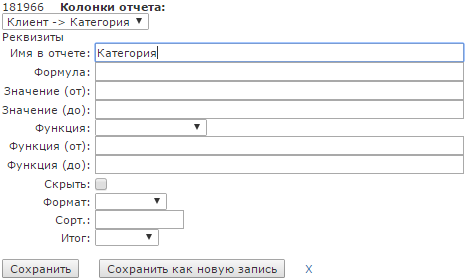 181966 Колонки отчета:
Клиент -> Категория
Реквизиты
Имя в отчете: Категория
Формула:
Значение (от):
Значение (до):
Функция:
Функция (от):
Функция (до):
Скрыть:
Формат:
Сорт.:
Итог:
Сохранить Сохранить как новую запись X